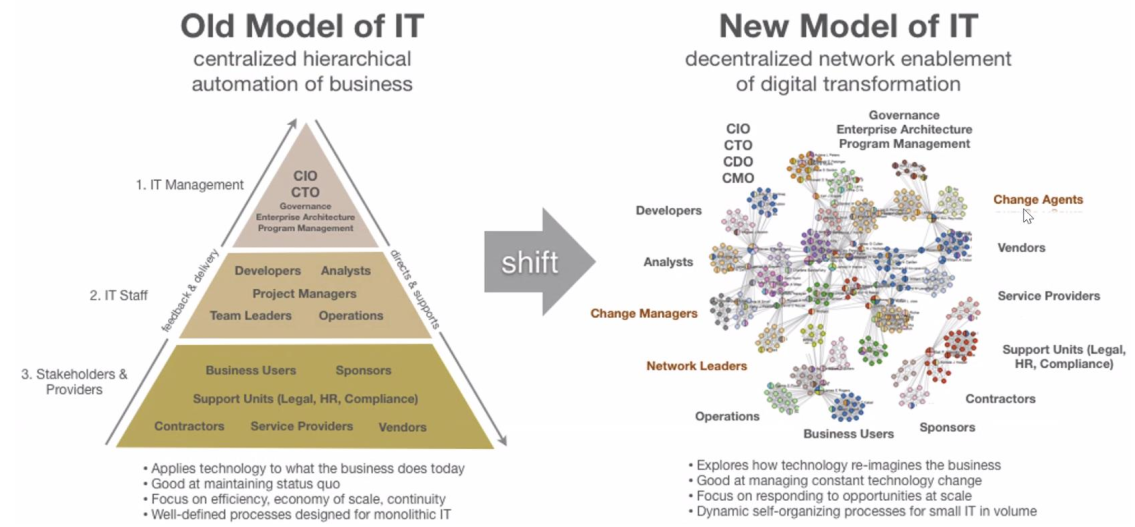 Old Model of IT
centralized hierarchical
automation of business
1. IT Management
CIO
CTO
Governance
Enterprise Architecture
Program Management
feedback & delivery
directs & supports
2. IT Staff
Developers Analysts
Project Managers
Team Leaders Operations
3. Stakeholders &
Providers
Business Users Sponsors
Support Units (Legal, HR, Compliance)
Contractors Service Providers Vendors
• Applies technology to what the business does today
• Good at maintaining status quo
• Focus on efficiency, economy of scale, continuity
• Well-defined processes designed for monolithic IT
shift
New Model of IT
decentralized network enablement
of digital transformation
CIO
CTO
CDO
CMO
Governance
Enterprise Architecture
Program Management
Developers
Change Agents
Analysts
Vendors
Change Managers
Service Providers
Network Leaders
Support Units (Legal,
HR, Compliance)
Operations
Contractors
Business Users
Sponsors
• Explores how technology re-imagines the business
• Good at managing constant technology change
• Focus on responding to opportunities at scale
• Dynamic self-organizing processes for small IT in volume